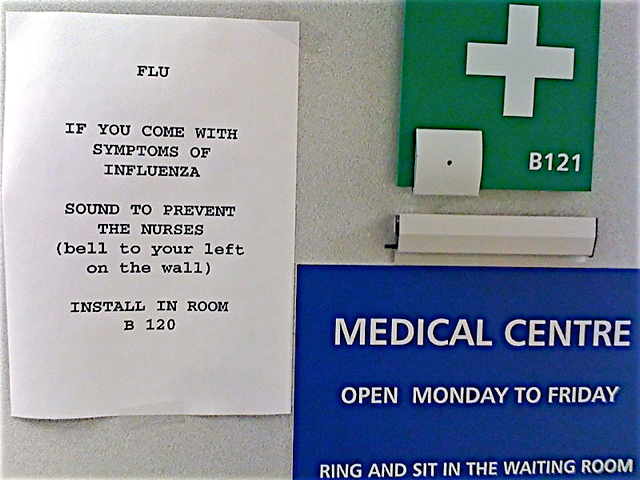 FLU
IF YOU COME WITH
SYMPTOMS OF
INFLUENZA
SOUND TO PREVENT
THE NURSES
(bell to your left
on the wall)
INSTALL IN ROOM
B 120
B121
MEDICAL CENTRE
OPEN MONDAY TO FRIDAY
RING AND SIT IN THE WAITING ROOM